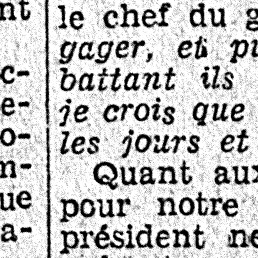 nt
c-
e-
o-
n-
ue
a-
le chef du g
gager, et pu
battant ils
je crois que
les jours et
Quant aux
pour notre
président ne